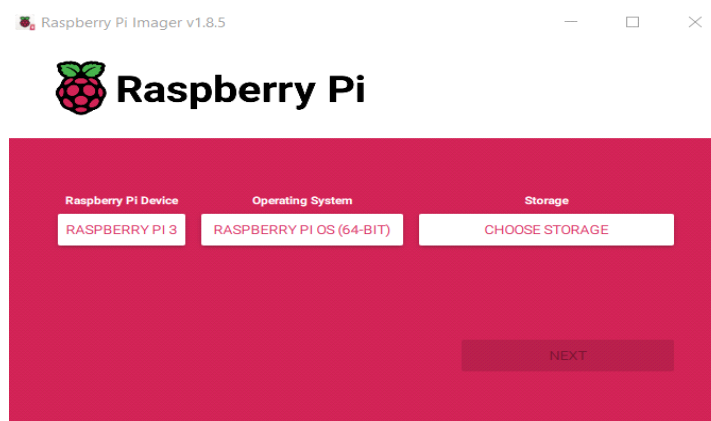 Raspberry Pi Imager v1.8.5
Raspberry Pi
Raspberry Pi Device
Operating System
Storage
RASPBERRY PI 3
RASPBERRY PI OS (64-BIT)
CHOOSE STORAGE
NEXT